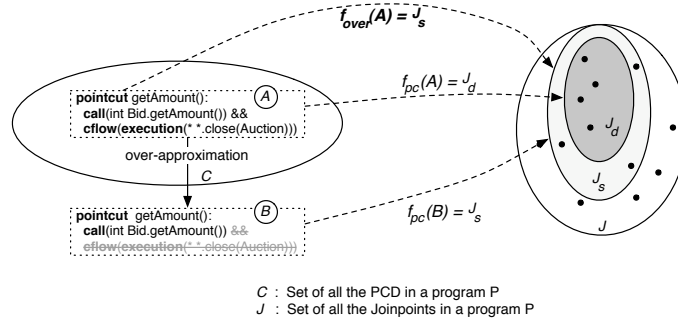 f_over(A) = J_s
A
pointcut getAmount():
call(int Bid.getAmount()) &&
cflow(execution(* *.close(Auction)))
f_pc(A) = J_d
J_d
over-approximation
C
J_s
B
pointcut getAmount():
call(int Bid.getAmount()) &&
cflow(execution(* *.close(Auction)))
f_pc(B) = J_s
J
C : Set of all the PCD in a program P
J : Set of all the Joinpoints in a program P